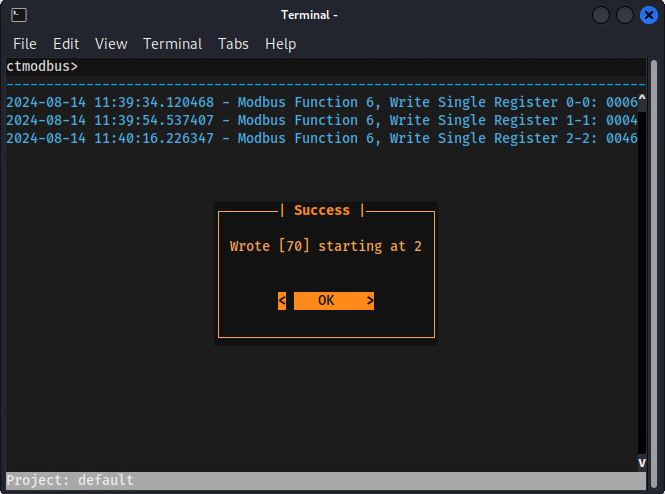 Terminal -
File Edit View Terminal Tabs Help
ctmodbus>
2024-08-14 11:39:34.120468 - Modbus Function 6, Write Single Register 0-0: 0006
2024-08-14 11:39:54.537407 - Modbus Function 6, Write Single Register 1-1: 0004
2024-08-14 11:40:16.226347 - Modbus Function 6, Write Single Register 2-2: 0046
| Success |
Wrote [70] starting at 2
< OK >
Project: default